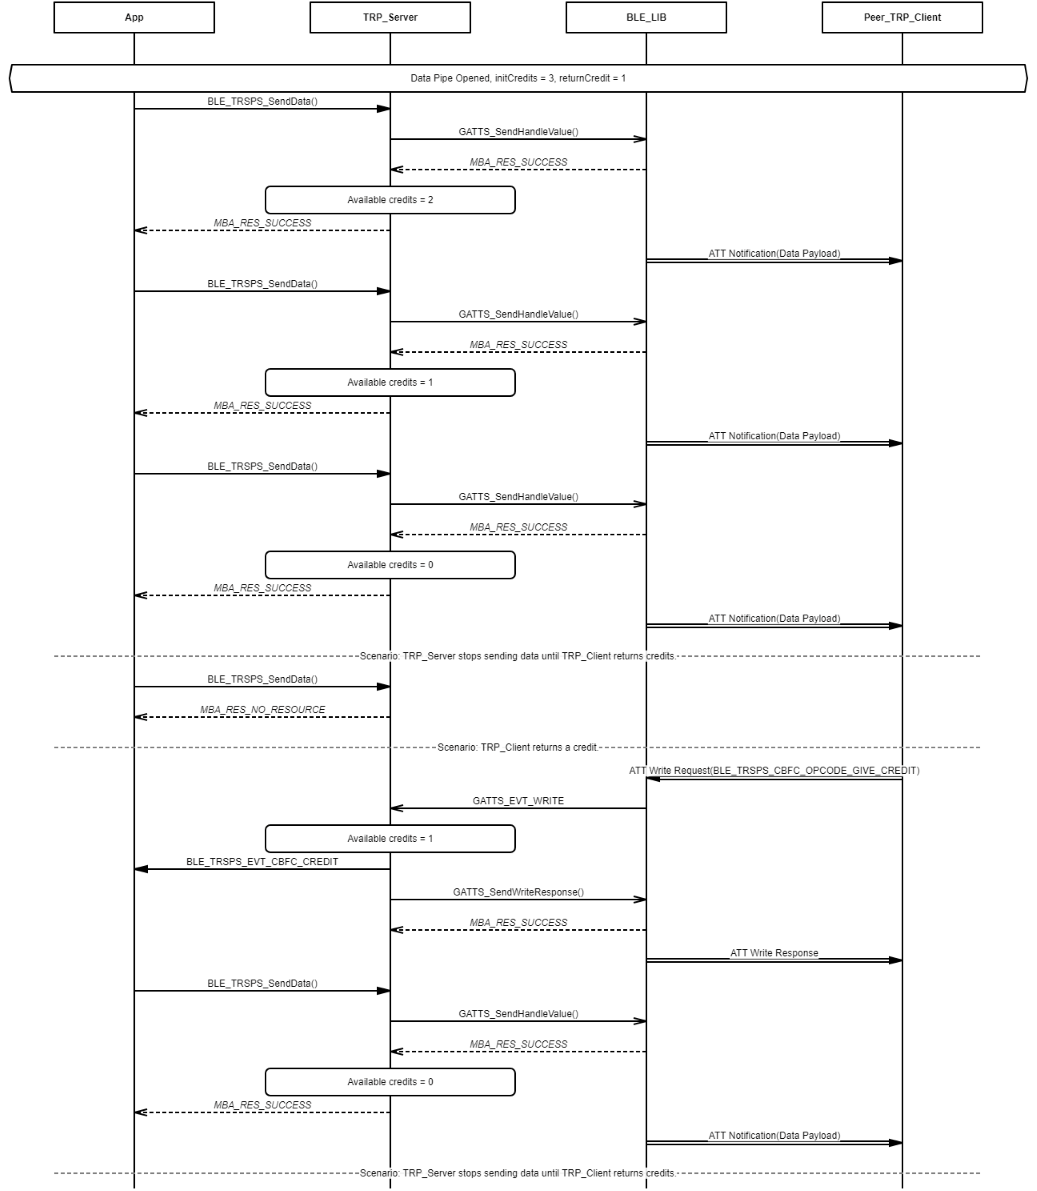 App
TRP_Server
BLE_LIB
Peer_TRP_Client
Data Pipe Opened, initCredits = 3, returnCredit = 1
BLE_TRSPS_SendData()
GATTS_SendHandleValue()
MBA_RES_SUCCESS
Available credits = 2
MBA_RES_SUCCESS
ATT Notification(Data Payload)
BLE_TRSPS_SendData()
GATTS_SendHandleValue()
MBA_RES_SUCCESS
Available credits = 1
MBA_RES_SUCCESS
ATT Notification(Data Payload)
BLE_TRSPS_SendData()
GATTS_SendHandleValue()
MBA_RES_SUCCESS
Available credits = 0
MBA_RES_SUCCESS
ATT Notification(Data Payload)
Scenario: TRP_Server stops sending data until TRP_Client returns credits.
BLE_TRSPS_SendData()
MBA_RES_NO_RESOURCE
Scenario: TRP_Client returns a credit.
ATT Write Request(BLE_TRSPS_CBFC_OPCODE_GIVE_CREDIT)
GATTS_EVT_WRITE
Available credits = 1
BLE_TRSPS_EVT_CBFC_CREDIT
GATTS_SendWriteResponse()
MBA_RES_SUCCESS
ATT Write Response
BLE_TRSPS_SendData()
GATTS_SendHandleValue()
MBA_RES_SUCCESS
Available credits = 0
MBA_RES_SUCCESS
ATT Notification(Data Payload)
Scenario: TRP_Server stops sending data until TRP_Client returns credits.